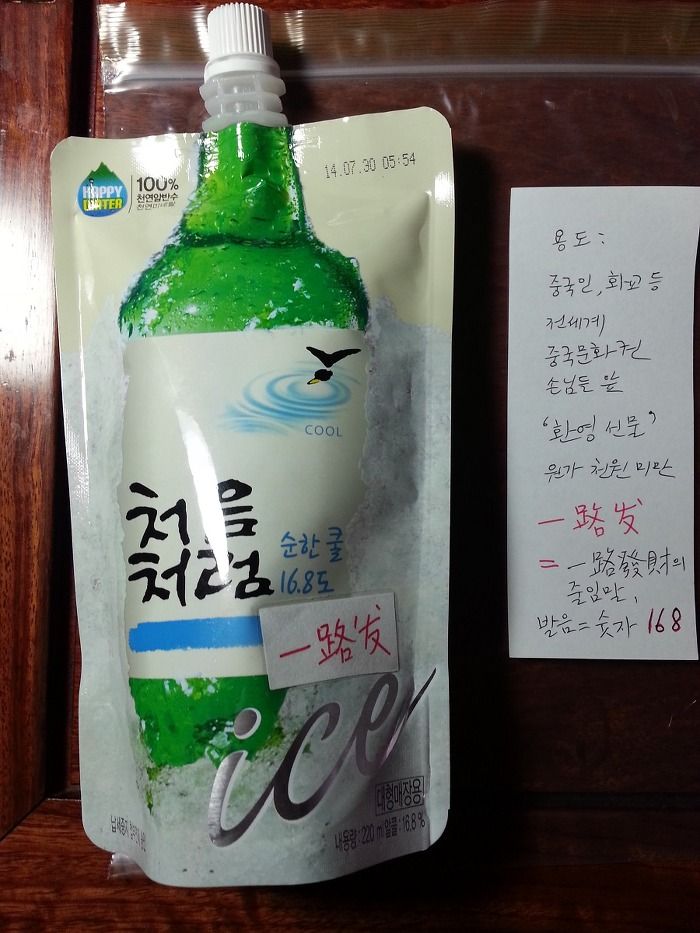 14.07.30 05:54
HAPPY
WATER
100%
천연암반수
COOL
처음
처럼
순한 쿨
16.8도
一路发
icer
대형매장용
내용량:220 ml 알콜:16.8%
용도:
중국인, 화교 등
전세계
중국문화권
손님들 앞
‘환영 선물’
원가 천원 미만
一路发
= 一路發財의
줄임말,
발음=숫자 168